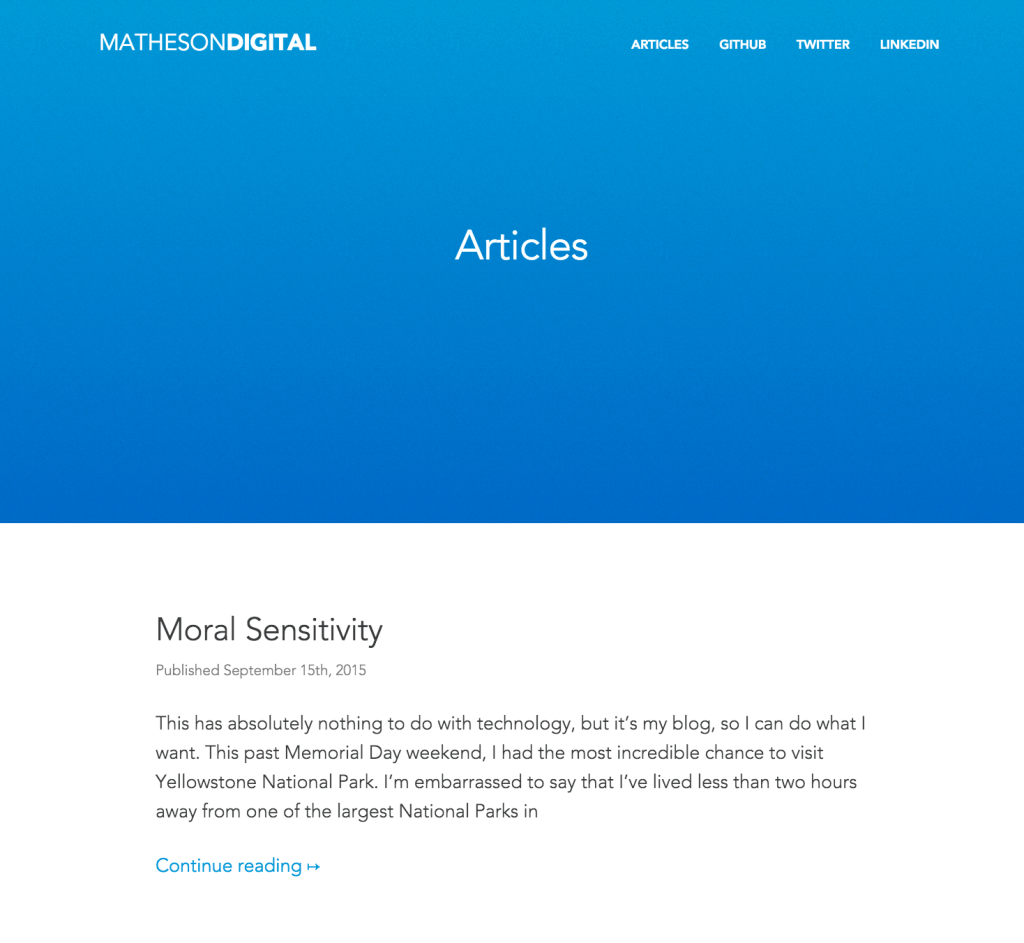 MATHESONDIGITAL
ARTICLES GITHUB TWITTER LINKEDIN
Articles
Moral Sensitivity
Published September 15th, 2015
This has absolutely nothing to do with technology, but it’s my blog, so I can do what I
want. This past Memorial Day weekend, I had the most incredible chance to visit
Yellowstone National Park. I’m embarrassed to say that I’ve lived less than two hours
away from one of the largest National Parks in
Continue reading ↦